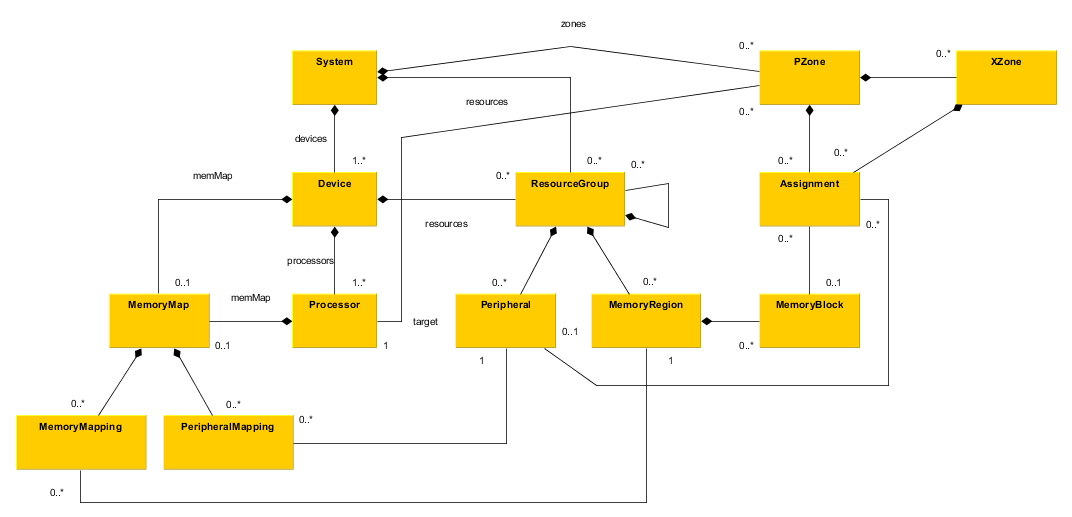 zones
0..*
0..*
System
PZone
XZone
resources
0..*
devices
1..*
0..*
0..*
0..*
0..*
memMap
0..*
Device
ResourceGroup
Assignment
resources
0..*
0..*
processors
0..1
1..*
0..*
0..*
0..1
memMap
MemoryMap
Processor
Peripheral
MemoryRegion
MemoryBlock
target
0..1
0..1
1
1
1
0..*
0..*
0..*
0..*
MemoryMapping
PeripheralMapping
0..*